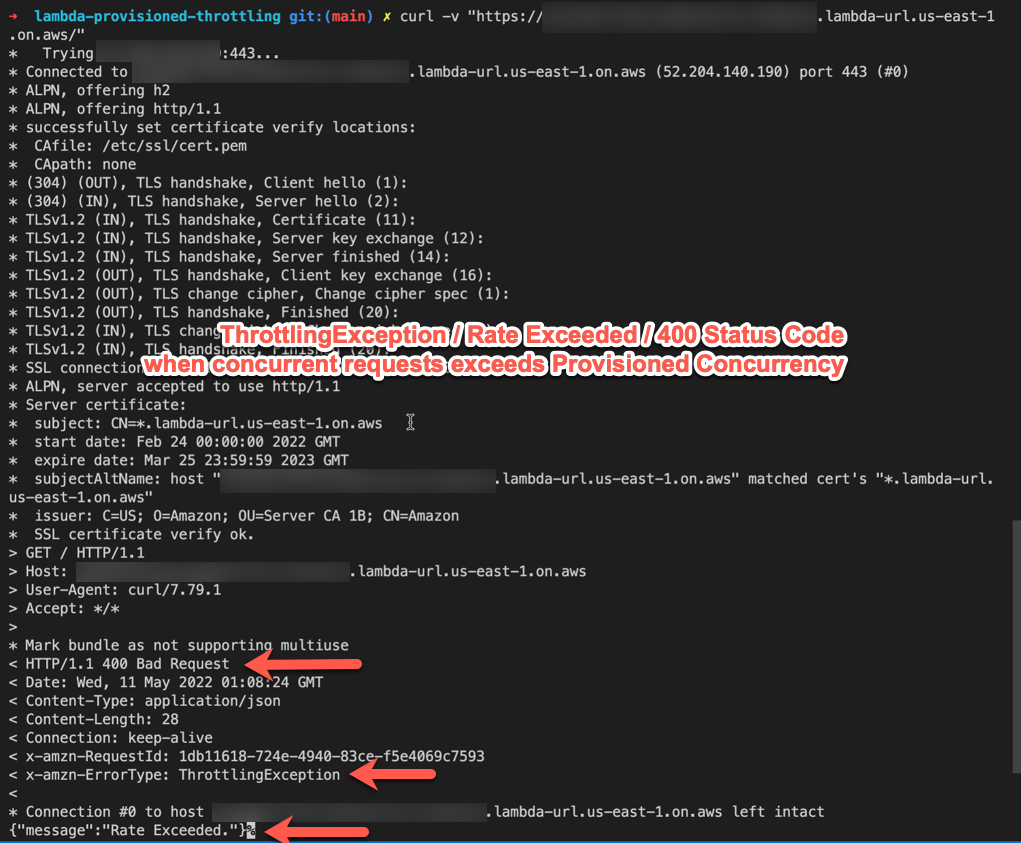 → lambda-provisioned-throttling git:(main) ✗ curl -v "https:// .lambda-url.us-east-1
.on.aws/"
*   Trying :443...
* Connected to .lambda-url.us-east-1.on.aws (52.204.140.190) port 443 (#0)
* ALPN, offering h2
* ALPN, offering http/1.1
* successfully set certificate verify locations:
*  CAfile: /etc/ssl/cert.pem
*  CApath: none
* (304) (OUT), TLS handshake, Client hello (1):
* (304) (IN), TLS handshake, Server hello (2):
* TLSv1.2 (IN), TLS handshake, Certificate (11):
* TLSv1.2 (IN), TLS handshake, Server key exchange (12):
* TLSv1.2 (IN), TLS handshake, Server finished (14):
* TLSv1.2 (OUT), TLS handshake, Client key exchange (16):
* TLSv1.2 (OUT), TLS change cipher, Change cipher spec (1):
* TLSv1.2 (OUT), TLS handshake, Finished (20):
* TLSv1.2 (IN), TLS chang
ThrottlingException / Rate Exceeded / 400 Status Code
* TLSv1.2 (IN), TLS handshake, Finished (20):
when concurrent requests exceeds Provisioned Concurrency
* SSL connection
* ALPN, server accepted to use http/1.1
* Server certificate:
*  subject: CN=*.lambda-url.us-east-1.on.aws
*  start date: Feb 24 00:00:00 2022 GMT
*  expire date: Mar 25 23:59:59 2023 GMT
*  subjectAltName: host " .lambda-url.us-east-1.on.aws" matched cert's "*.lambda-url.
us-east-1.on.aws"
*  issuer: C=US; O=Amazon; OU=Server CA 1B; CN=Amazon
*  SSL certificate verify ok.
> GET / HTTP/1.1
> Host: .lambda-url.us-east-1.on.aws
> User-Agent: curl/7.79.1
> Accept: */*
>
* Mark bundle as not supporting multiuse
< HTTP/1.1 400 Bad Request
< Date: Wed, 11 May 2022 01:08:24 GMT
< Content-Type: application/json
< Content-Length: 28
< Connection: keep-alive
< x-amzn-RequestId: 1db11618-724e-4940-83ce-f5e4069c7593
< x-amzn-ErrorType: ThrottlingException
<
* Connection #0 to host .lambda-url.us-east-1.on.aws left intact
{"message":"Rate Exceeded."}%